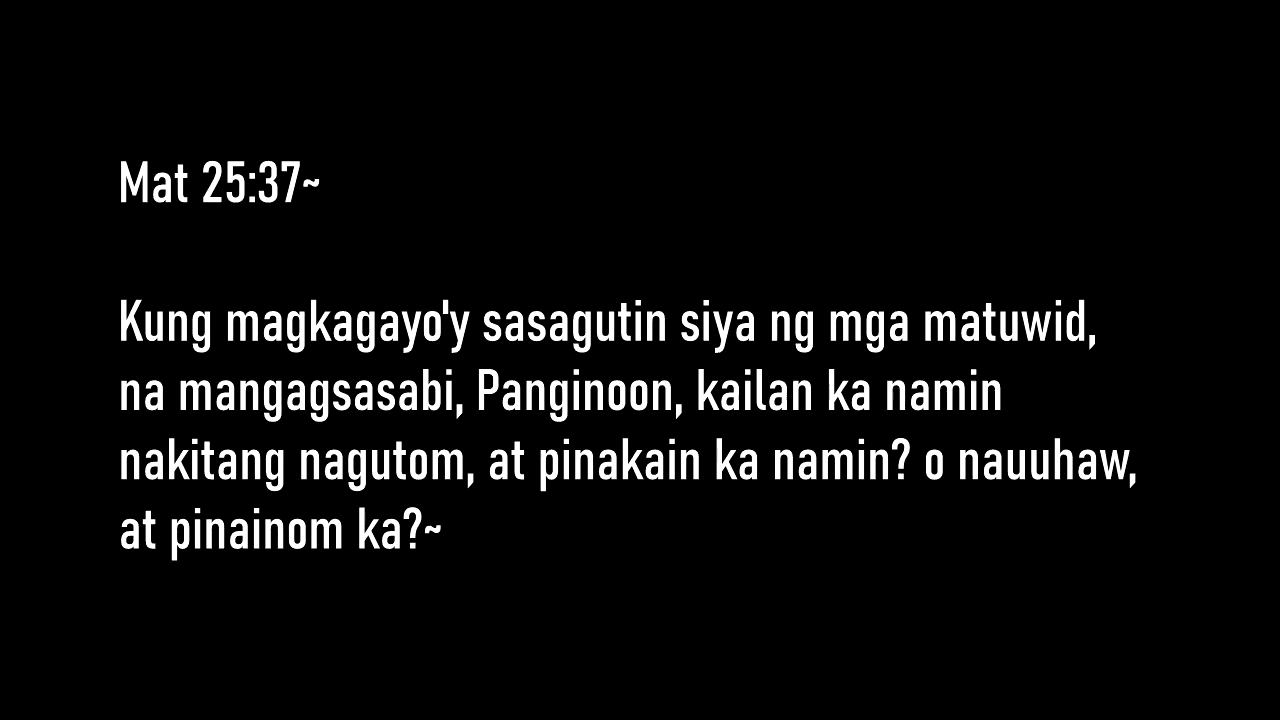 Mat 25:37~
Kung magkagayo'y sasagutin siya ng mga matuwid,
na mangagsasabi, Panginoon, kailan ka namin
nakitang nagutom, at pinakain ka namin? o nauuhaw,
at pinainom ka?~